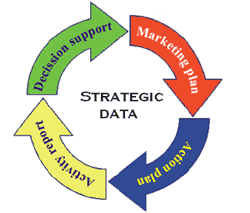 Decission support
Marketing plan
STRATEGIC
DATA
Activity report
Action plan